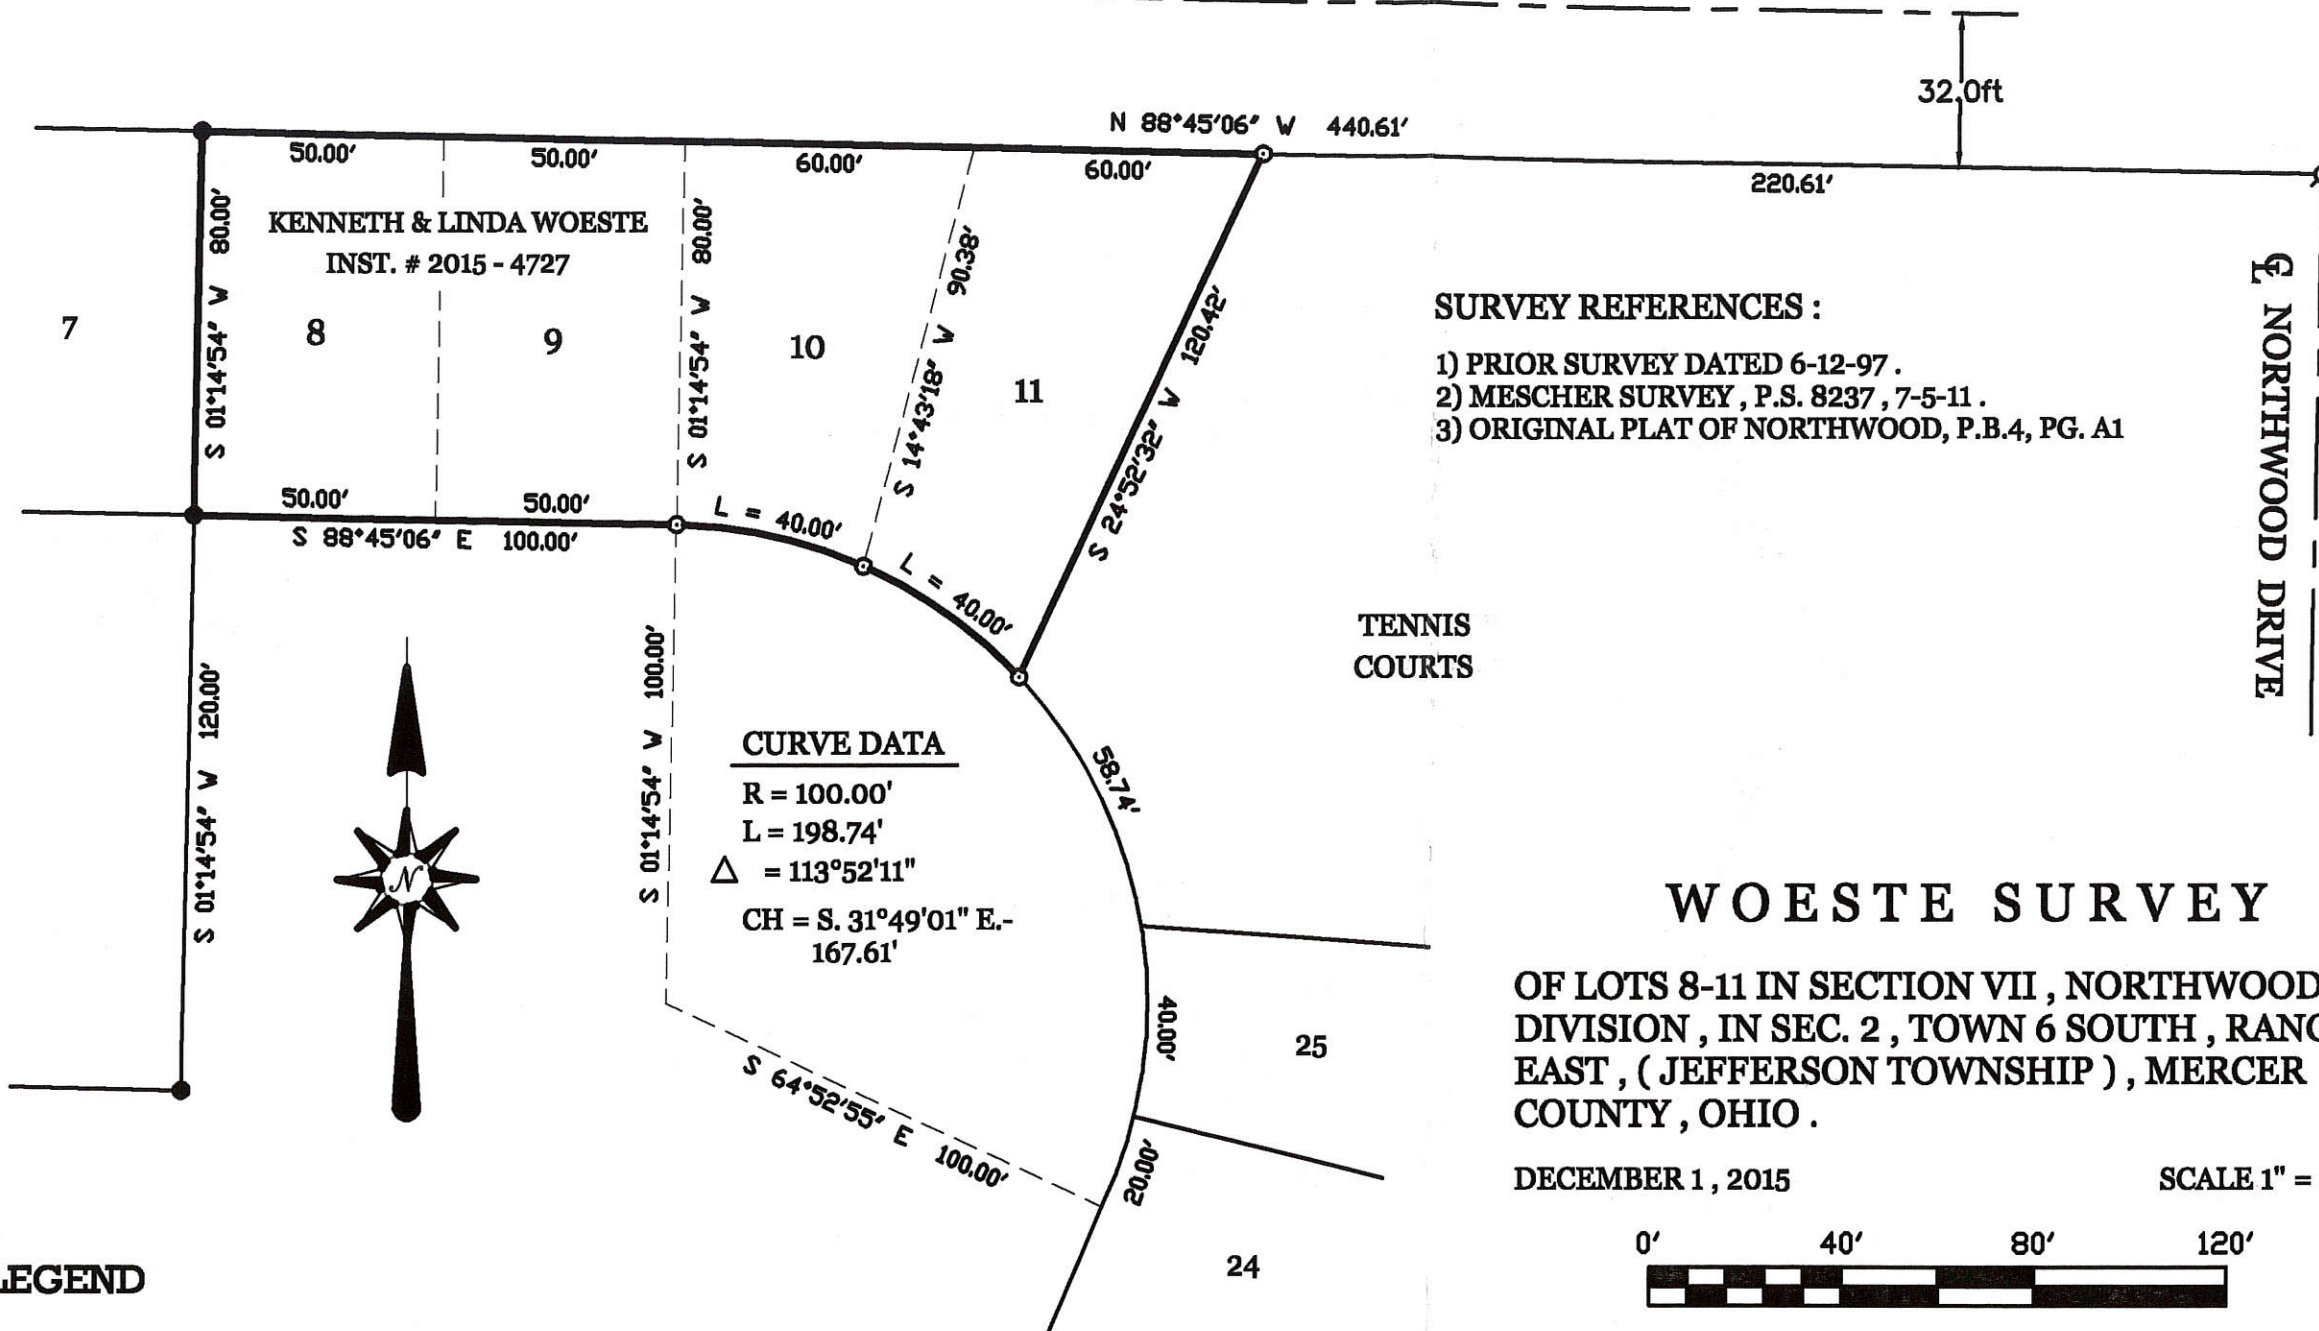 32.0ft
N 88°45'06" W 440.61'
50.00'
50.00'
60.00'
60.00'
220.61'
S 01°14'54" W 80.00'
KENNETH & LINDA WOESTE
INST. # 2015 - 4727
S 01°14'54" W 80.00'
S 14°43'18" W 90.38'
S 24°52'32" W 120.42'
7
8
9
10
11
SURVEY REFERENCES :
1) PRIOR SURVEY DATED 6-12-97 .
2) MESCHER SURVEY , P.S. 8237 , 7-5-11 .
3) ORIGINAL PLAT OF NORTHWOOD, P.B.4, PG. A1
℄ NORTHWOOD DRIVE
50.00'
50.00'
S 88°45'06" E 100.00'
L = 40.00'
L = 40.00'
TENNIS
COURTS
S 01°14'54" W 120.00'
S 01°14'54" W 100.00'
CURVE DATA
R = 100.00'
L = 198.74'
△ = 113°52'11"
CH = S. 31°49'01" E.-
167.61'
58.74'
N
WOESTE SURVEY
OF LOTS 8-11 IN SECTION VII , NORTHWOOD
DIVISION , IN SEC. 2 , TOWN 6 SOUTH , RANG
EAST , ( JEFFERSON TOWNSHIP ) , MERCER
COUNTY , OHIO .
40.00'
25
S 64°52'55" E 100.00'
20.00'
24
DECEMBER 1 , 2015 SCALE 1" =
0' 40' 80' 120'
LEGEND